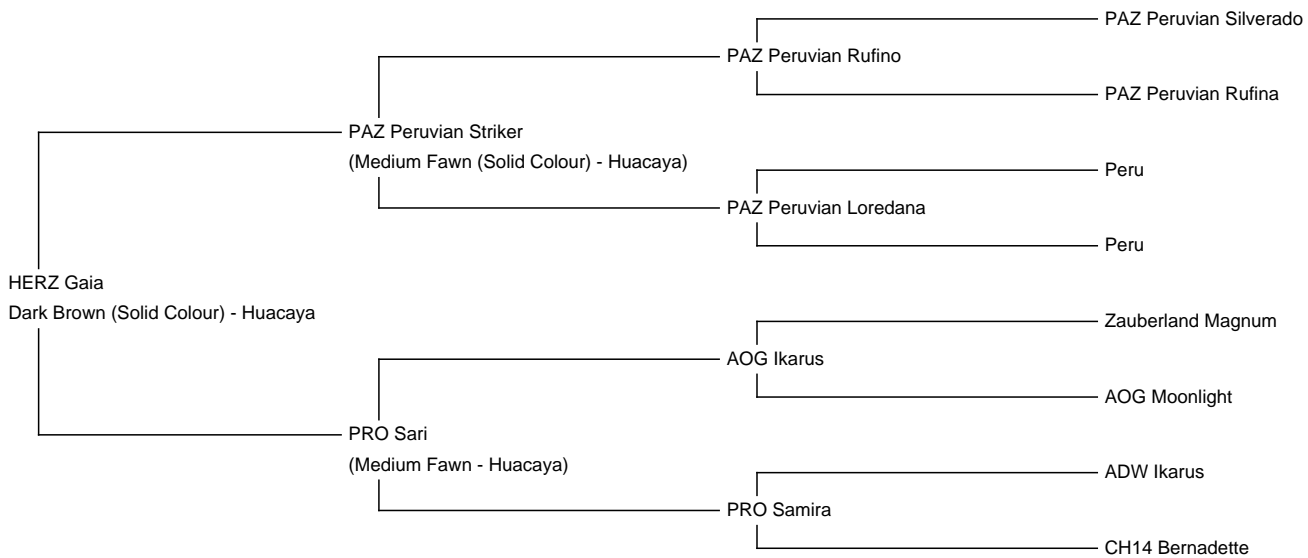 PAZ Peruvian Silverado
PAZ Peruvian Rufino
PAZ Peruvian Rufina
PAZ Peruvian Striker
(Medium Fawn (Solid Colour) - Huacaya)
Peru
PAZ Peruvian Loredana
Peru
HERZ Gaia
Dark Brown (Solid Colour) - Huacaya
Zauberland Magnum
AOG Ikarus
AOG Moonlight
PRO Sari
(Medium Fawn - Huacaya)
ADW Ikarus
PRO Samira
CH14 Bernadette